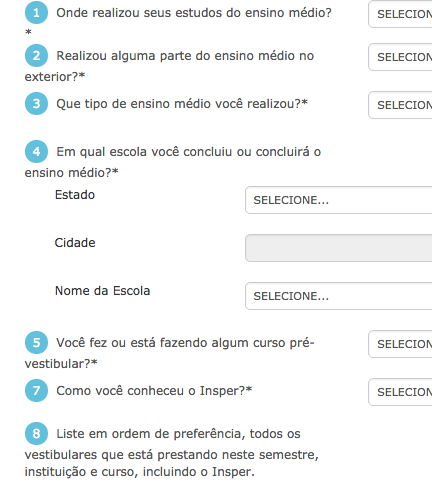 1 Onde realizou seus estudos do ensino médio? SELECION
*
2 Realizou alguma parte do ensino médio no SELECION
exterior?*
3 Que tipo de ensino médio você realizou?* SELECION
4 Em qual escola você concluiu ou concluirá o
ensino médio?*
Estado SELECIONE...
Cidade
Nome da Escola SELECIONE...
5 Você fez ou está fazendo algum curso pré- SELECION
vestibular?*
7 Como você conheceu o Insper?* SELECION
8 Liste em ordem de preferência, todos os
vestibulares que está prestando neste semestre,
instituição e curso, incluindo o Insper.